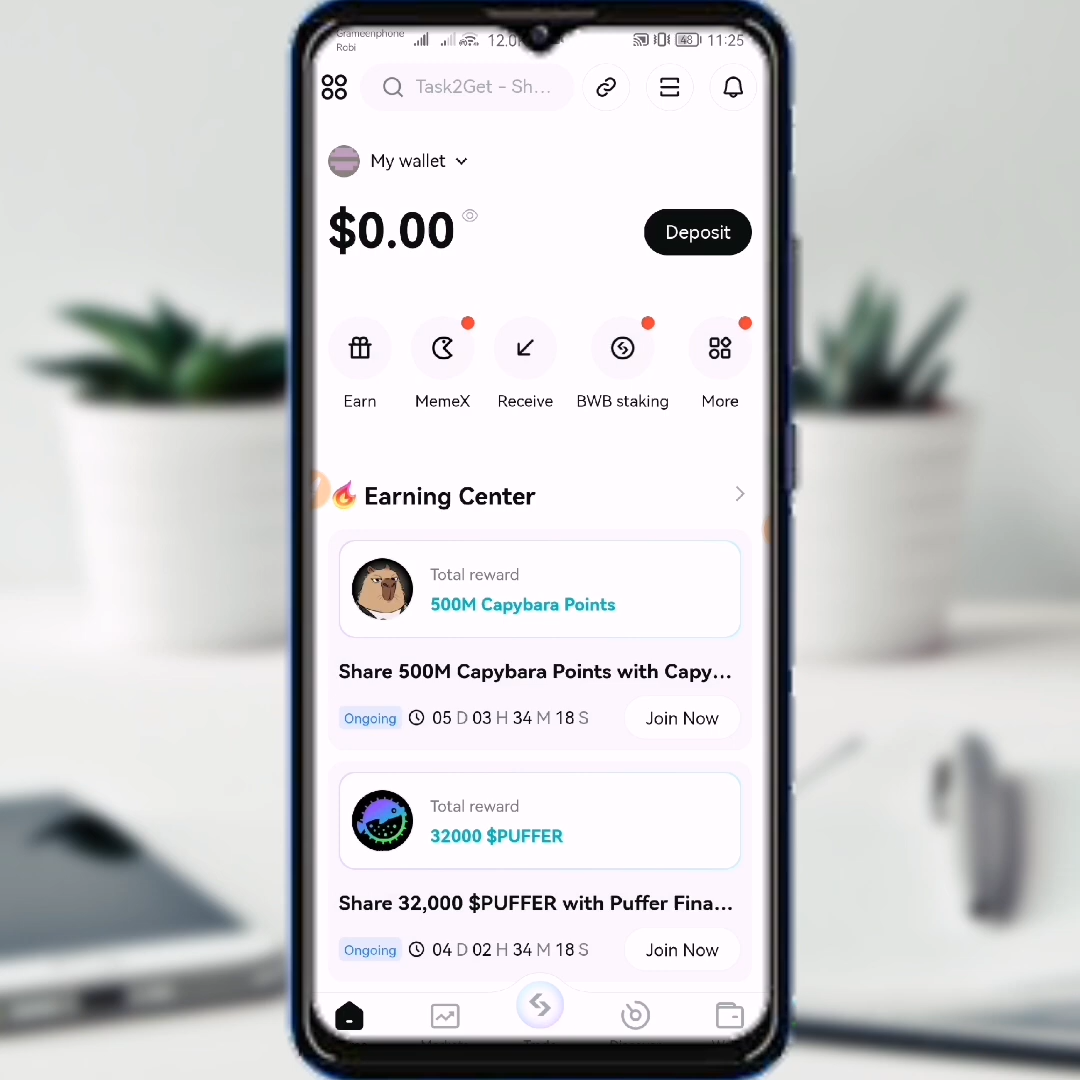 Grameenphone
Robi
48 11:25
Task2Get – Sh...
My wallet
$0.00
Deposit
Earn MemeX Receive BWB staking More
Earning Center
Total reward
500M Capybara Points
Share 500M Capybara Points with Capy...
Ongoing 05 D 03 H 34 M 18 S Join Now
Total reward
32000 $PUFFER
Share 32,000 $PUFFER with Puffer Fina...
Ongoing 04 D 02 H 34 M 18 S Join Now